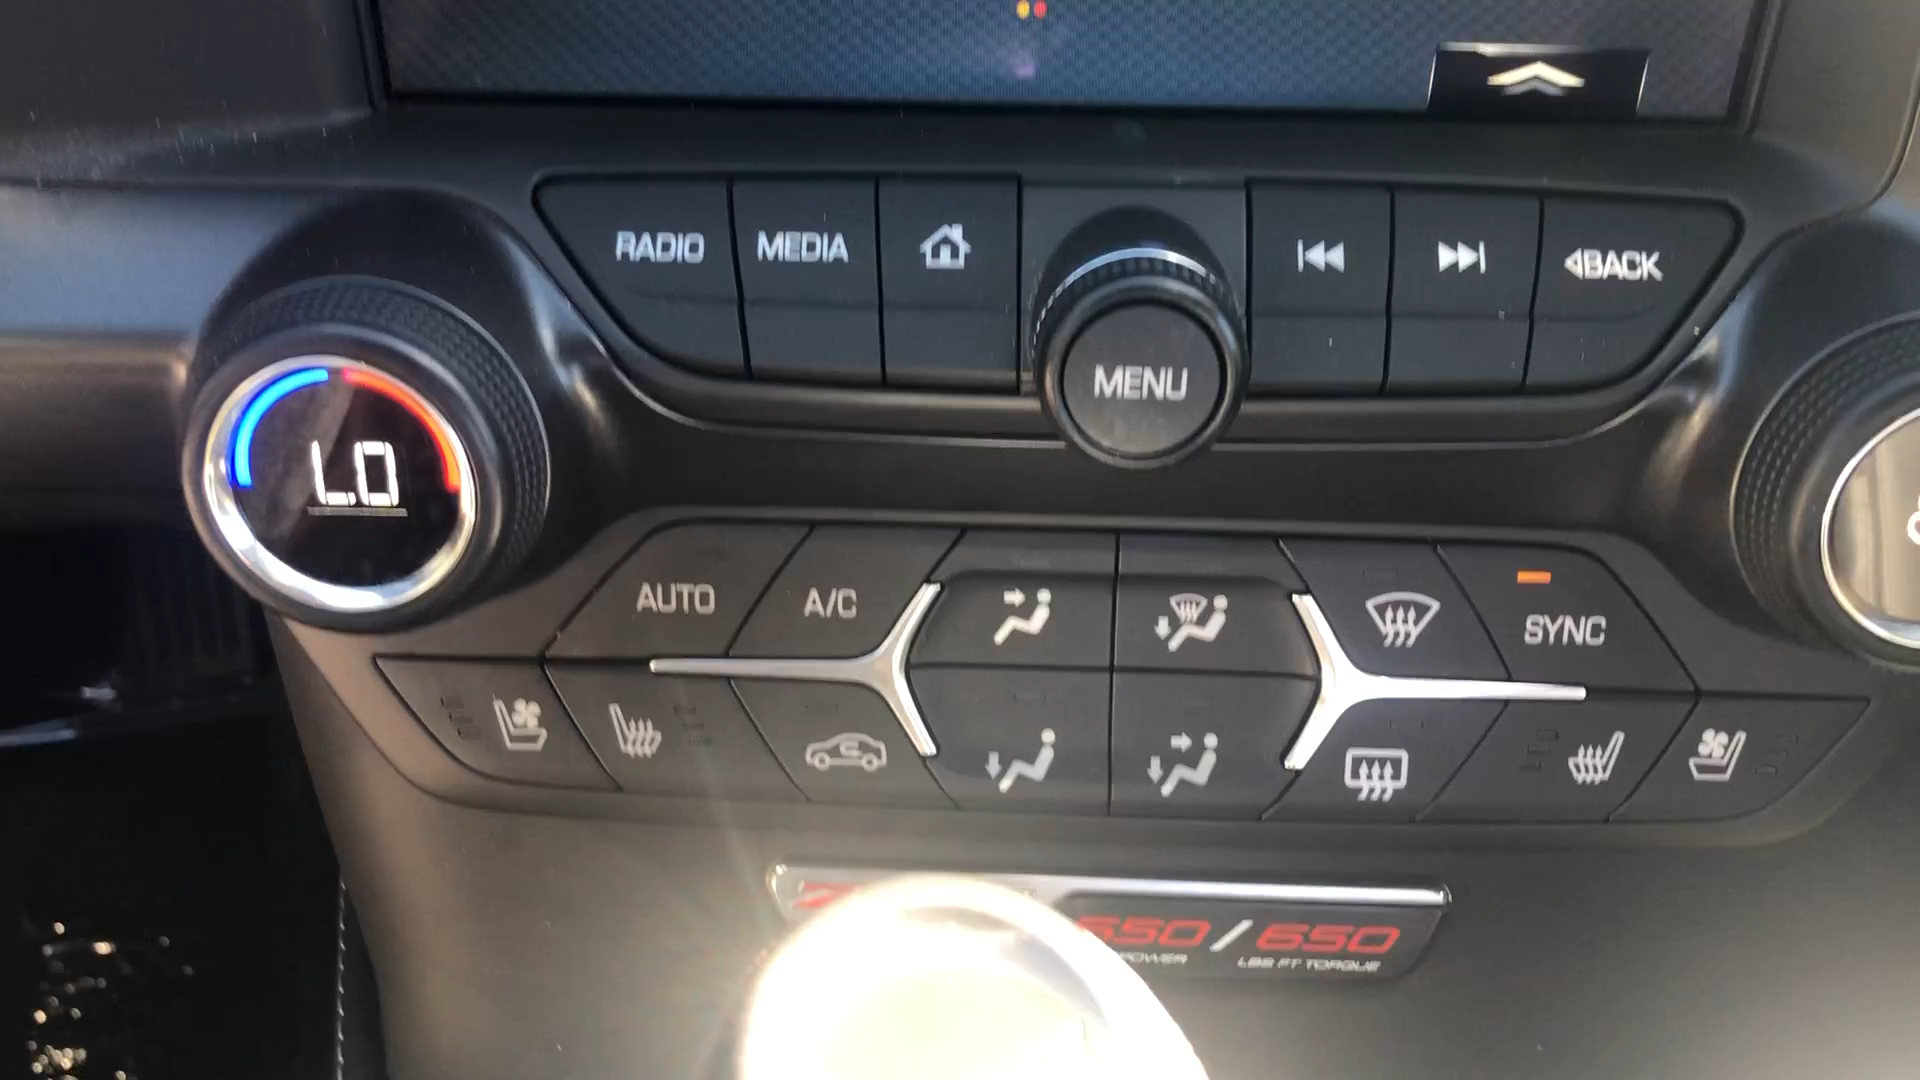 RADIO
MEDIA
MENU
BACK
LO
AUTO
A/C
SYNC
650 / 650
LBS FT TORQUE